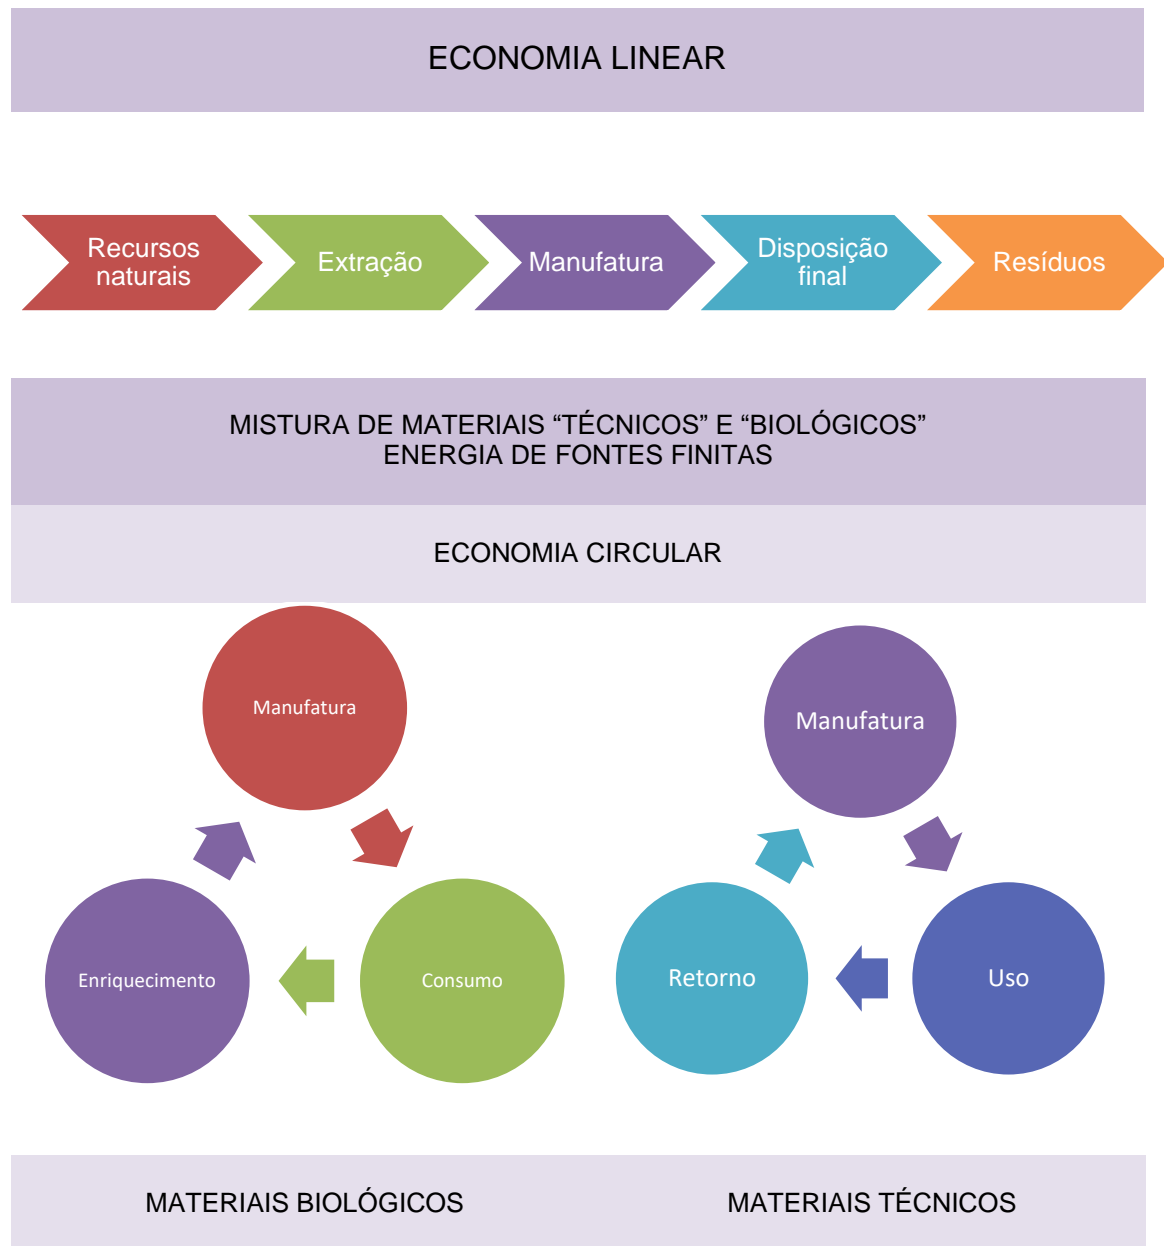 ECONOMIA LINEAR
Recursos
naturais
Extração
Manufatura
Disposição
final
Resíduos
MISTURA DE MATERIAIS “TÉCNICOS” E “BIOLÓGICOS”
ENERGIA DE FONTES FINITAS
ECONOMIA CIRCULAR
Manufatura
Consumo
Enriquecimento
Manufatura
Uso
Retorno
MATERIAIS BIOLÓGICOS
MATERIAIS TÉCNICOS